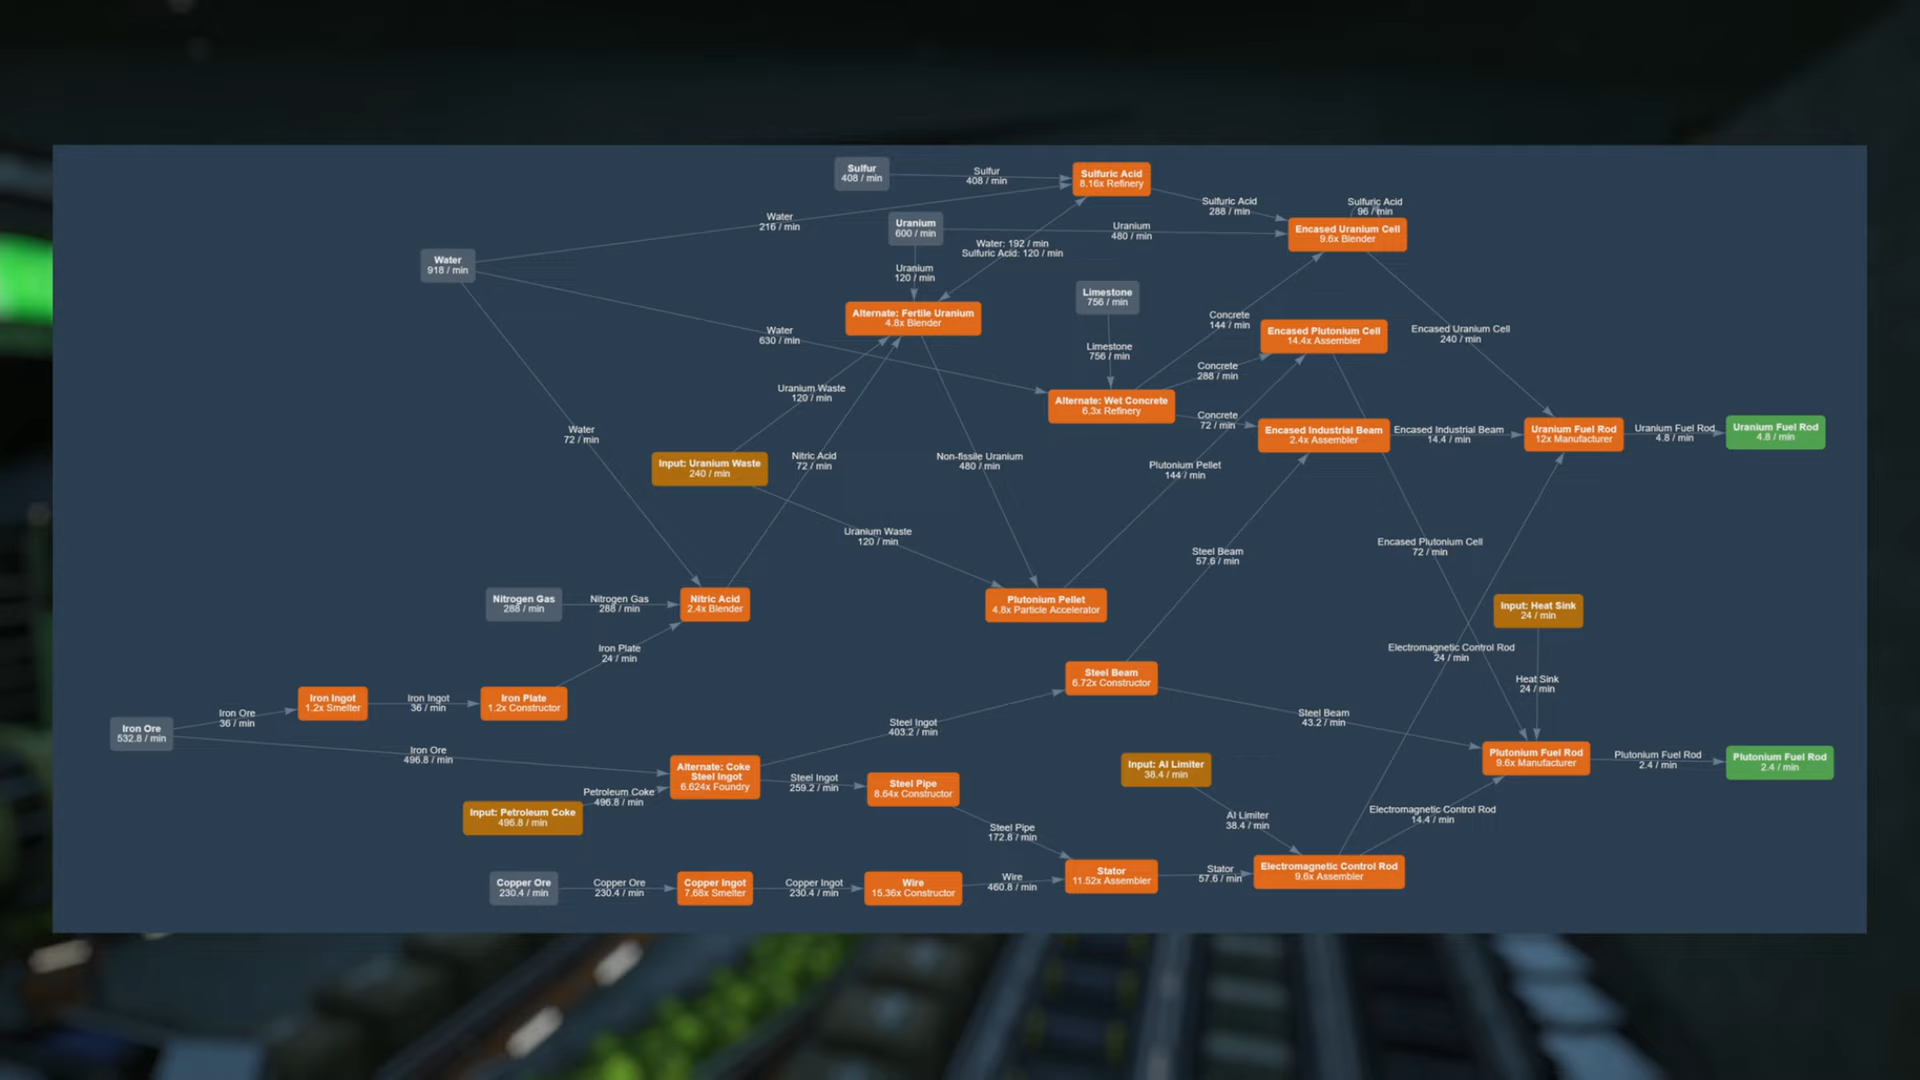 Sulfur
408 / min
Sulfur
408 / min
Sulfuric Acid
8.16x Refinery
Water
216 / min
Uranium
600 / min
Sulfuric Acid
288 / min
Sulfuric Acid
96 / min
Uranium
480 / min
Encased Uranium Cell
9.6x Blender
Water
918 / min
Water: 192 / min
Sulfuric Acid: 120 / min
Uranium
120 / min
Limestone
756 / min
Alternate: Fertile Uranium
4.8x Blender
Concrete
144 / min
Encased Plutonium Cell
14.4x Assembler
Encased Uranium Cell
240 / min
Water
630 / min
Limestone
756 / min
Concrete
288 / min
Uranium Waste
120 / min
Alternate: Wet Concrete
6.3x Refinery
Concrete
72 / min
Water
72 / min
Encased Industrial Beam
2.4x Assembler
Encased Industrial Beam
14.4 / min
Uranium Fuel Rod
12x Manufacturer
Uranium Fuel Rod
4.8 / min
Uranium Fuel Rod
4.8 / min
Input: Uranium Waste
240 / min
Nitric Acid
72 / min
Non-fissile Uranium
480 / min
Plutonium Pellet
144 / min
Uranium Waste
120 / min
Steel Beam
57.6 / min
Encased Plutonium Cell
72 / min
Nitrogen Gas
288 / min
Nitrogen Gas
288 / min
Nitric Acid
2.4x Blender
Plutonium Pellet
4.8x Particle Accelerator
Input: Heat Sink
24 / min
Iron Plate
24 / min
Electromagnetic Control Rod
24 / min
Steel Beam
6.72x Constructor
Heat Sink
24 / min
Iron Ingot
1.2x Smelter
Iron Ingot
36 / min
Iron Plate
1.2x Constructor
Iron Ore
36 / min
Iron Ore
532.8 / min
Steel Ingot
403.2 / min
Steel Beam
43.2 / min
Iron Ore
496.8 / min
Alternate: Coke
Steel Ingot
6.624x Foundry
Steel Ingot
259.2 / min
Steel Pipe
8.64x Constructor
Input: AI Limiter
38.4 / min
Plutonium Fuel Rod
9.6x Manufacturer
Plutonium Fuel Rod
2.4 / min
Plutonium Fuel Rod
2.4 / min
Petroleum Coke
496.8 / min
Input: Petroleum Coke
496.8 / min
Steel Pipe
172.8 / min
AI Limiter
38.4 / min
Electromagnetic Control Rod
14.4 / min
Copper Ore
230.4 / min
Copper Ore
230.4 / min
Copper Ingot
7.68x Smelter
Copper Ingot
230.4 / min
Wire
15.36x Constructor
Wire
460.8 / min
Stator
11.52x Assembler
Stator
57.6 / min
Electromagnetic Control Rod
9.6x Assembler